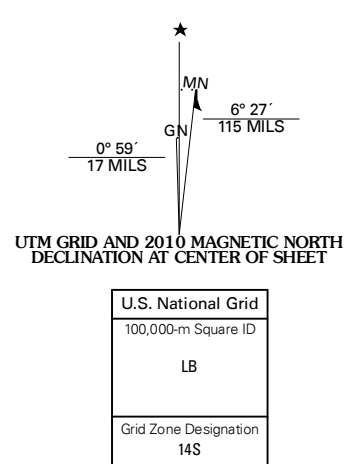 ★
MN
6° 27´
115 MILS
GN
0° 59´
17 MILS
UTM GRID AND 2010 MAGNETIC NORTH
DECLINATION AT CENTER OF SHEET
U.S. National Grid
100,000-m Square ID
LB
Grid Zone Designation
14S